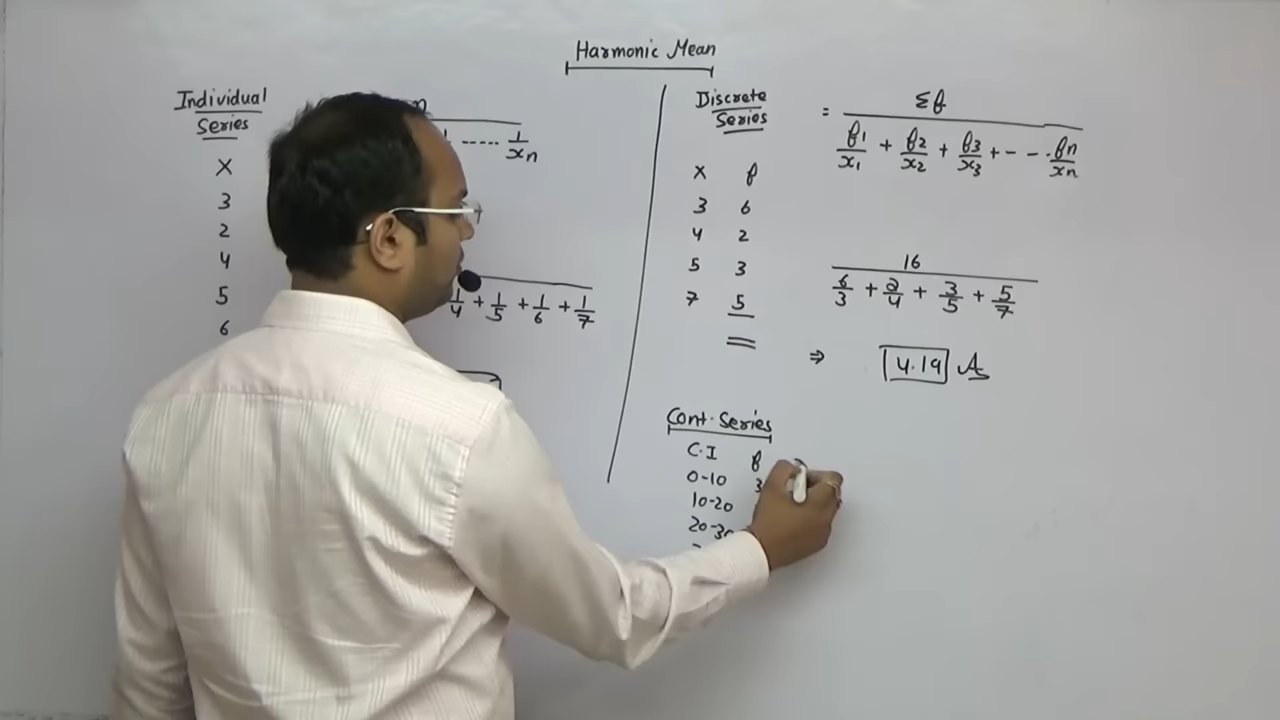 Harmonic Mean
Individual
Series
n
----- 1/xn
X
3
2
4
5
6
1/4 + 1/5 + 1/6 + 1/7
Discrete
Series
X f
3 6
4 2
5 3
7 5
= Σf
f1/x1 + f2/x2 + f3/x3 + - - - fn/xn
16
6/3 + 2/4 + 3/5 + 5/7
⇒ 4.19 As
Cont. Series
C.I f
0-10 3
10-20
20-30